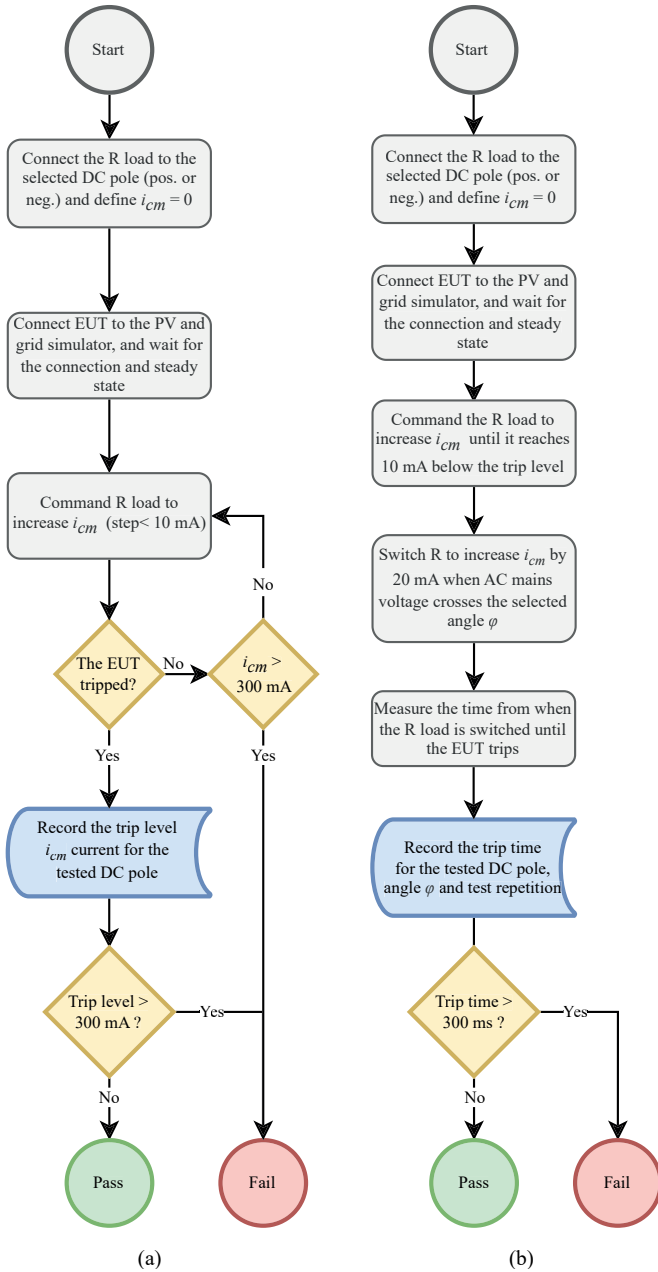 Start
Connect the R load to the
selected DC pole (pos. or
neg.) and define i_cm = 0
Connect EUT to the PV and
grid simulator, and wait for
the connection and steady
state
Command R load to
increase i_cm (step< 10 mA)
No
The EUT
tripped?
No
i_cm >
300 mA
Yes
Yes
Record the trip level
i_cm current for the
tested DC pole
Trip level >
300 mA ?
Yes
No
Pass
Fail
(a)
Start
Connect the R load to the
selected DC pole (pos. or
neg.) and define i_cm = 0
Connect EUT to the PV and
grid simulator, and wait for
the connection and steady
state
Command the R load to
increase i_cm until it reaches
10 mA below the trip level
Switch R to increase i_cm by
20 mA when AC mains
voltage crosses the selected
angle φ
Measure the time from when
the R load is switched until
the EUT trips
Record the trip time
for the tested DC pole,
angle φ and test repetition
Trip time >
300 ms ?
Yes
No
Pass
Fail
(b)